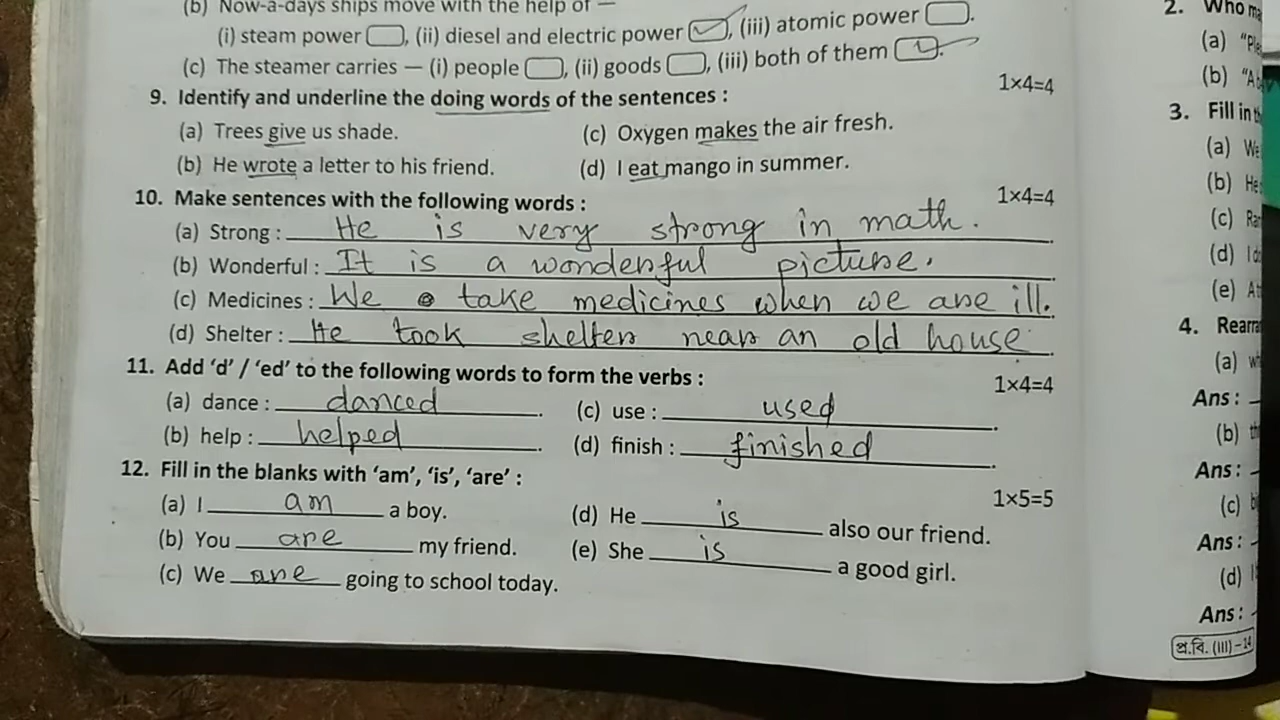 (b) Now-a-days ships move with the help of —
(i) steam power ☐, (ii) diesel and electric power ☑, (iii) atomic power ☐.
(c) The steamer carries — (i) people ☐, (ii) goods ☐, (iii) both of them ☑.
9. Identify and underline the doing words of the sentences : 1×4=4
(a) Trees give us shade. (c) Oxygen makes the air fresh.
(b) He wrote a letter to his friend. (d) I eat mango in summer.
10. Make sentences with the following words : 1×4=4
(a) Strong : He is very strong in math.
(b) Wonderful : It is a wonderful picture.
(c) Medicines : We take medicines when we are ill.
(d) Shelter : He took shelter near an old house.
11. Add 'd' / 'ed' to the following words to form the verbs : 1×4=4
(a) dance : danced. (c) use : used.
(b) help : helped. (d) finish : finished.
12. Fill in the blanks with 'am', 'is', 'are' : 1×5=5
(a) I am a boy. (d) He is also our friend.
(b) You are my friend. (e) She is a good girl.
(c) We are going to school today.
2. Who
(a)
(b)
3. Fill in
(a) We
(b) He
(c)
(d) I
(e)
4.
(a)
Ans :
(b)
Ans :
(c)
Ans :
(d)
Ans :
প্র.বি. (III)–